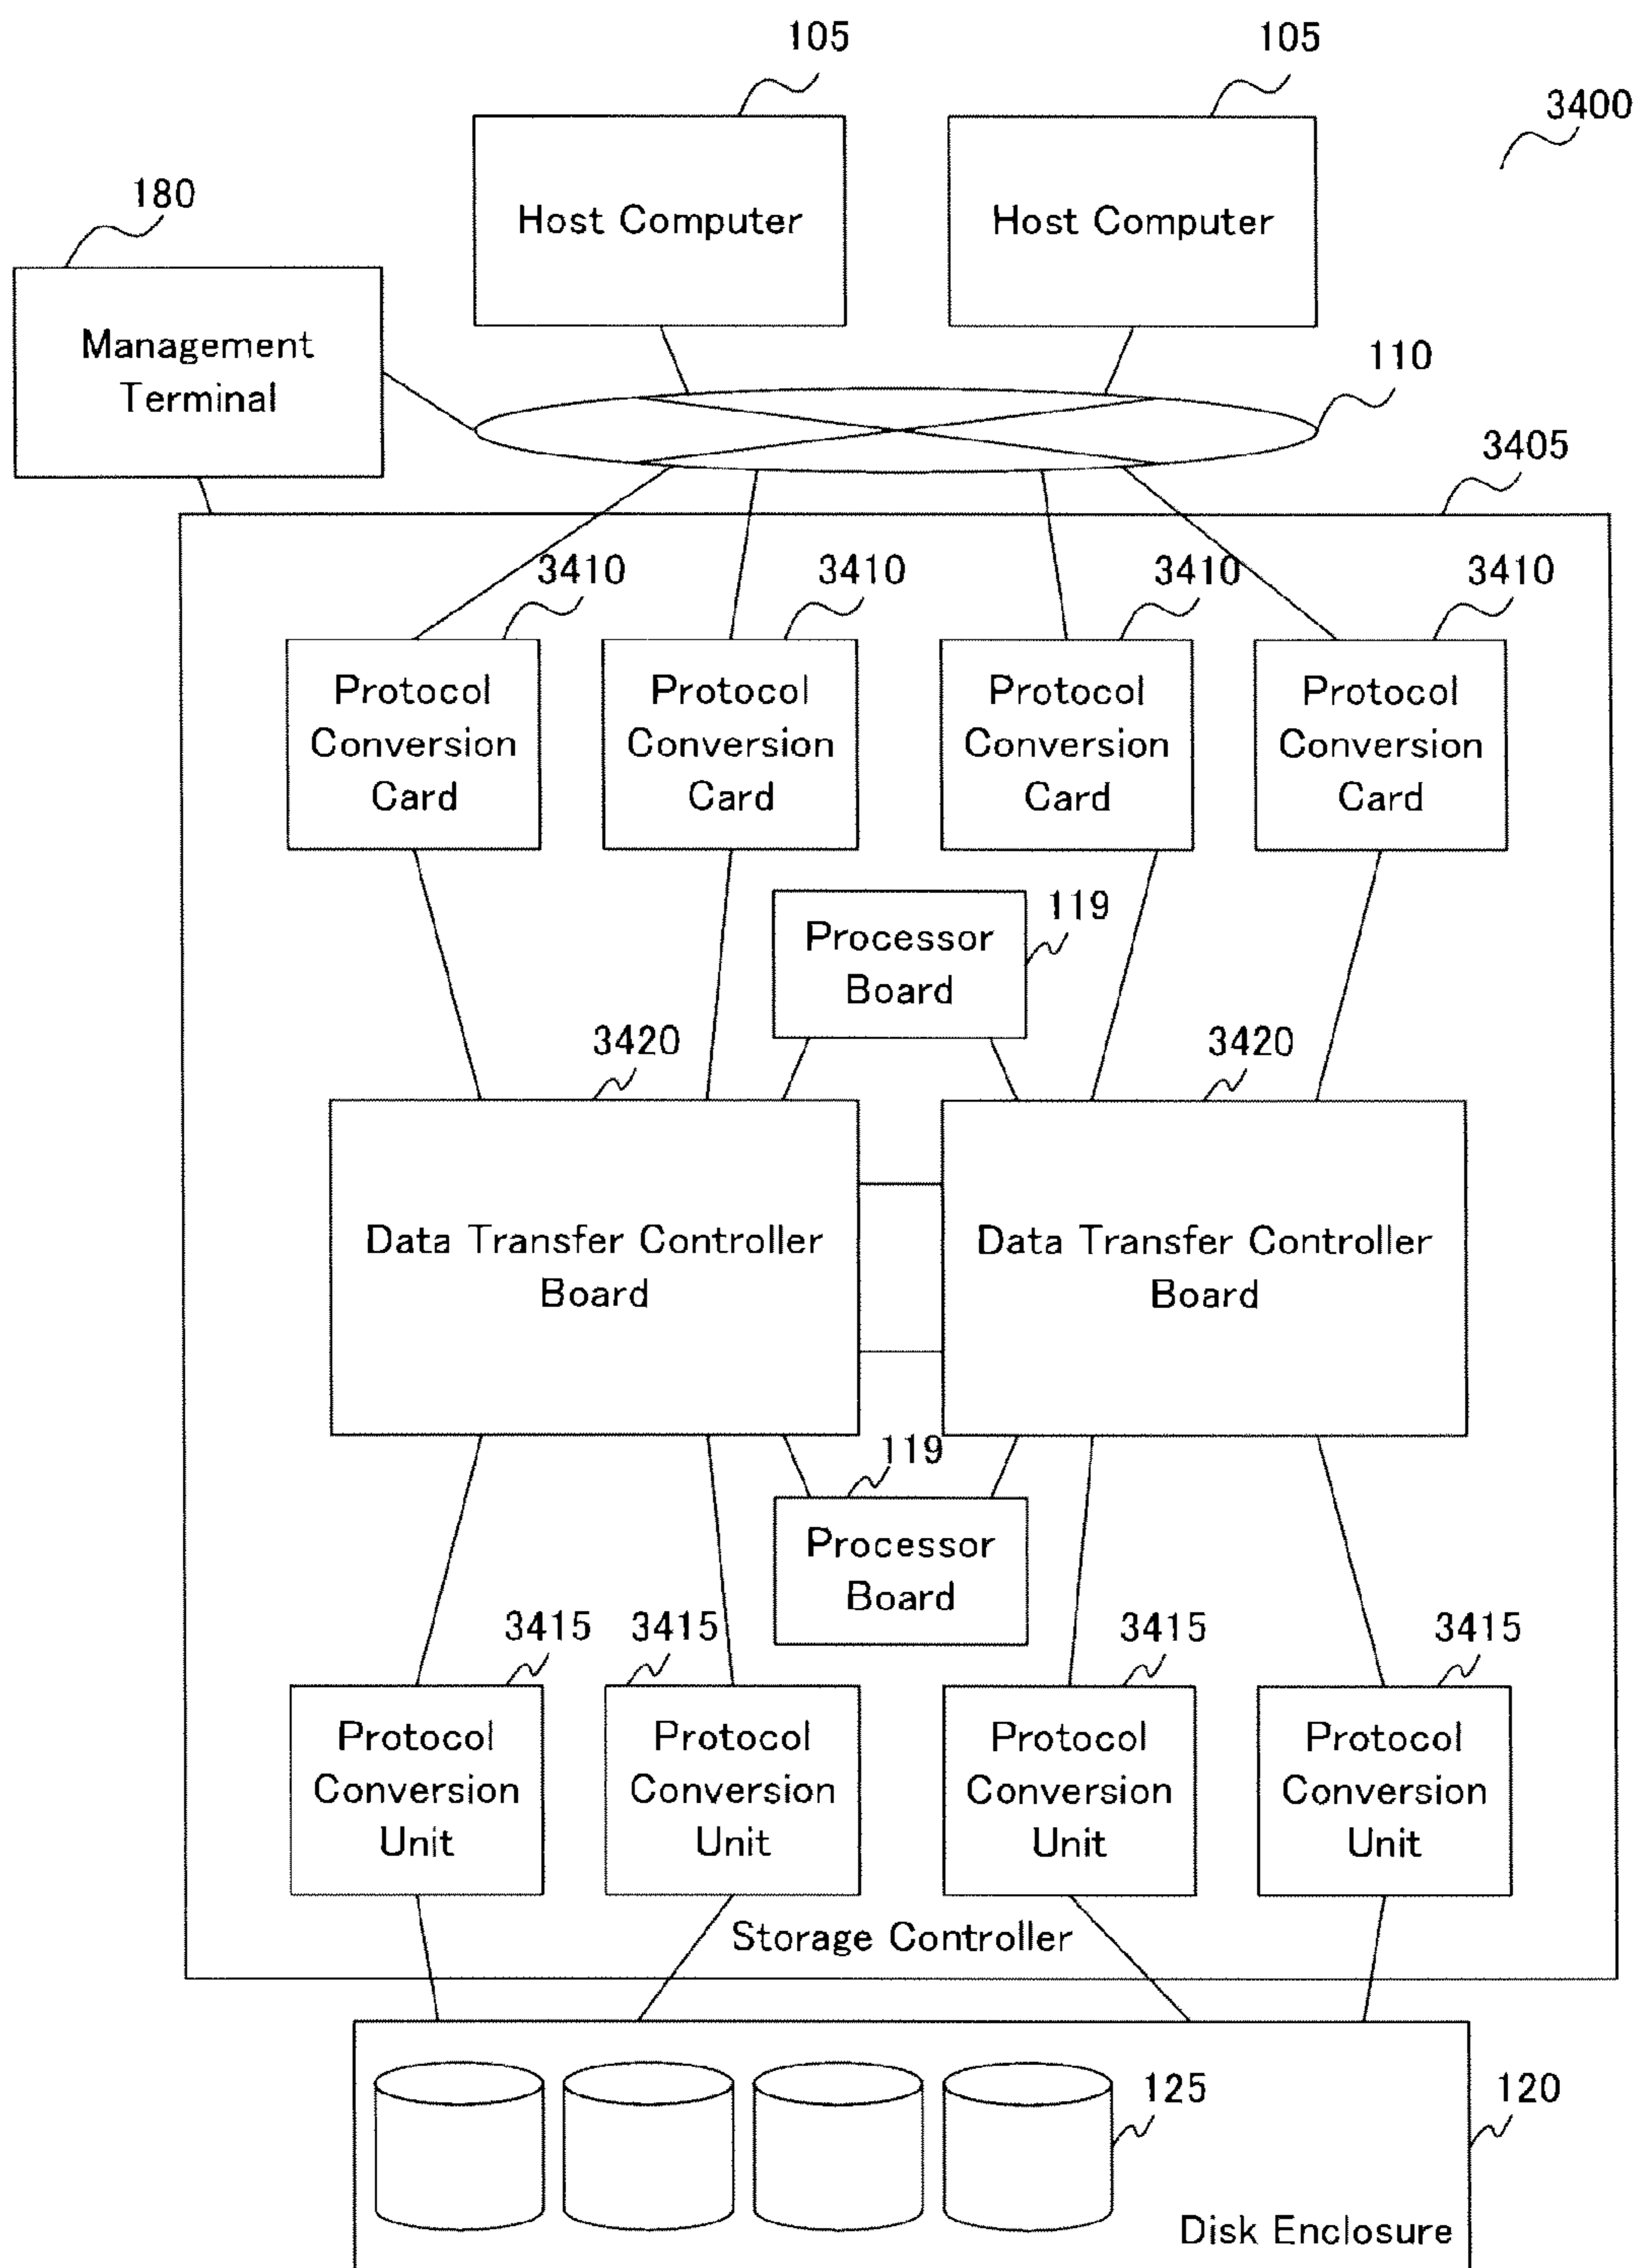 105
105
3400
180
Host Computer
Host Computer
Management
Terminal
110
3405
3410
3410
3410
3410
Protocol
Conversion
Card
Protocol
Conversion
Card
Protocol
Conversion
Card
Protocol
Conversion
Card
119
Processor
Board
3420
3420
Data Transfer Controller
Board
Data Transfer Controller
Board
119
Processor
Board
3415
3415
3415
3415
Protocol
Conversion
Unit
Protocol
Conversion
Unit
Protocol
Conversion
Unit
Protocol
Conversion
Unit
Storage Controller
125
120
Disk Enclosure